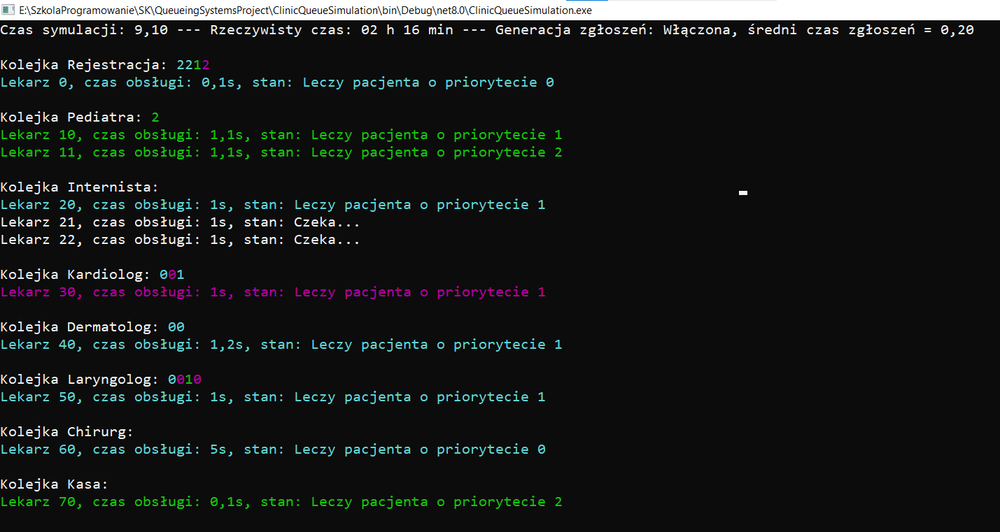 E:\SzkolaProgramowanie\SK\QueueingSystemsProject\ClinicQueueSimulation\bin\Debug\net8.0\ClinicQueueSimulation.exe
Czas symulacji: 9,10 --- Rzeczywisty czas: 02 h 16 min --- Generacja zgłoszeń: Włączona, średni czas zgłoszeń = 0,20
Kolejka Rejestracja: 2212
Lekarz 0, czas obsługi: 0,1s, stan: Leczy pacjenta o priorytecie 0
Kolejka Pediatra: 2
Lekarz 10, czas obsługi: 1,1s, stan: Leczy pacjenta o priorytecie 1
Lekarz 11, czas obsługi: 1,1s, stan: Leczy pacjenta o priorytecie 2
Kolejka Internista:
Lekarz 20, czas obsługi: 1s, stan: Leczy pacjenta o priorytecie 1
Lekarz 21, czas obsługi: 1s, stan: Czeka...
Lekarz 22, czas obsługi: 1s, stan: Czeka...
Kolejka Kardiolog: 001
Lekarz 30, czas obsługi: 1s, stan: Leczy pacjenta o priorytecie 1
Kolejka Dermatolog: 00
Lekarz 40, czas obsługi: 1,2s, stan: Leczy pacjenta o priorytecie 1
Kolejka Laryngolog: 0010
Lekarz 50, czas obsługi: 1s, stan: Leczy pacjenta o priorytecie 1
Kolejka Chirurg:
Lekarz 60, czas obsługi: 5s, stan: Leczy pacjenta o priorytecie 0
Kolejka Kasa:
Lekarz 70, czas obsługi: 0,1s, stan: Leczy pacjenta o priorytecie 2